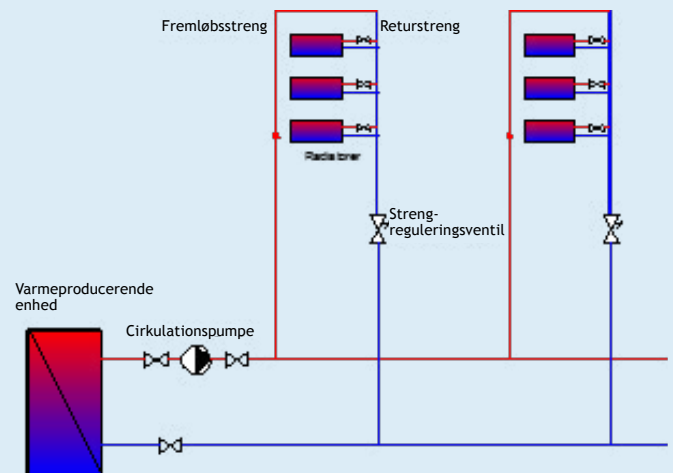 Fremløbsstreng
Returstreng
Radiatorer
Streng-
reguleringsventil
Varmeproducerende
enhed
Cirkulationspumpe